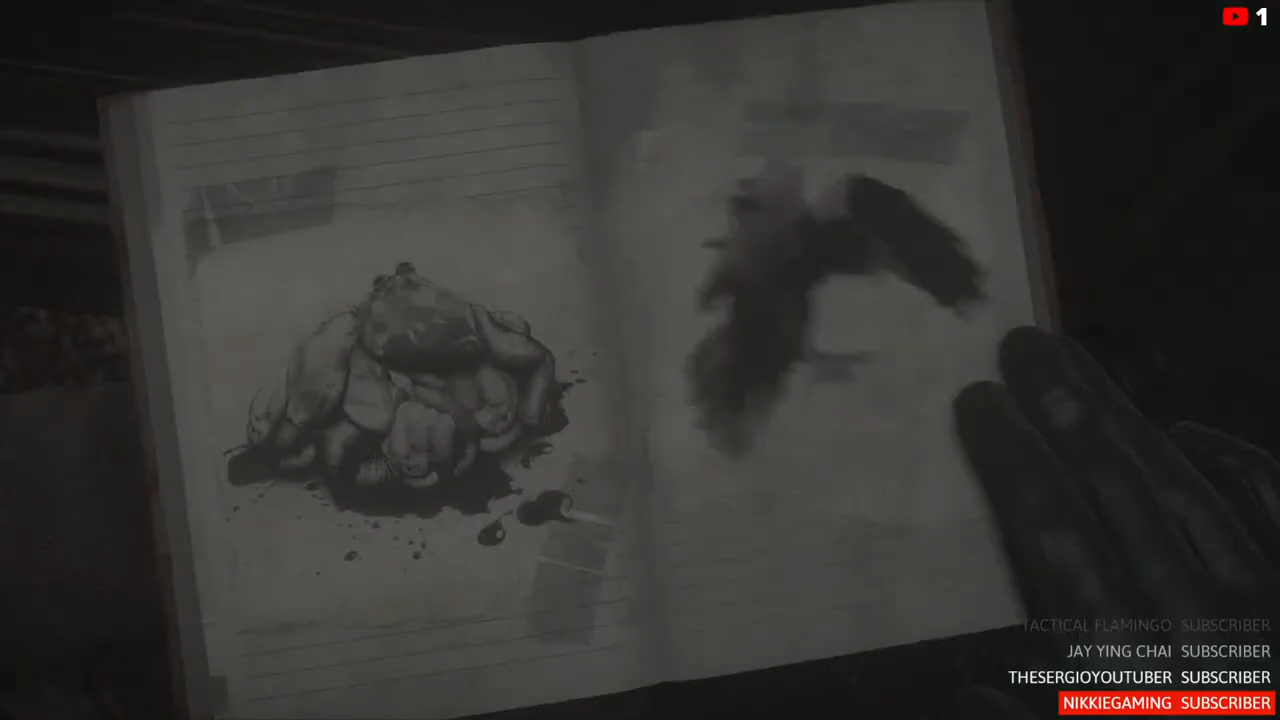 1
TACTICAL FLAMINGO SUBSCRIBER
JAY YING CHAI SUBSCRIBER
THESERGIOYOUTUBER SUBSCRIBER
NIKKIEGAMING SUBSCRIBER